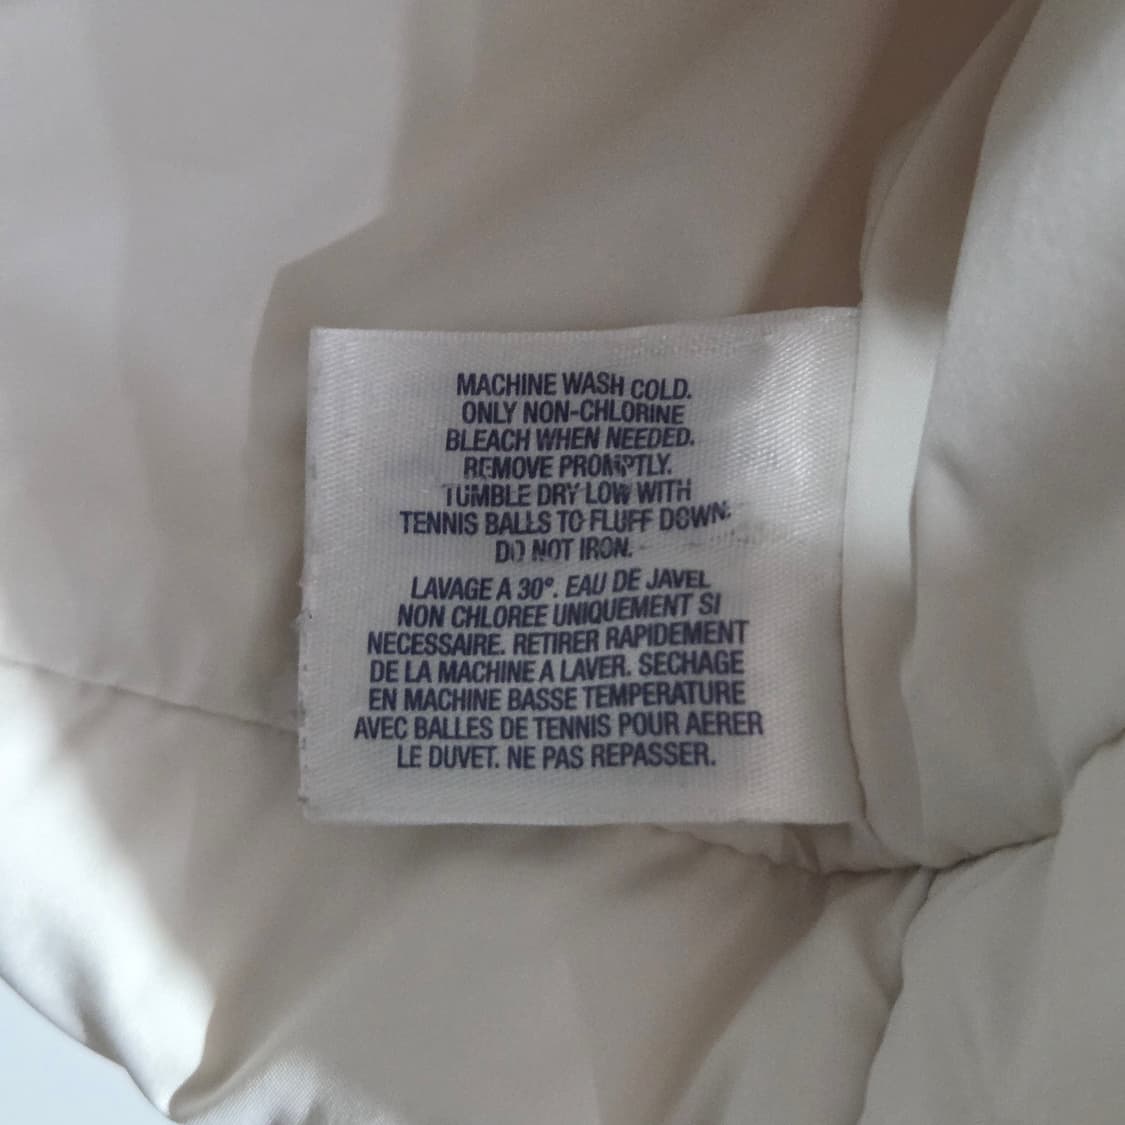 MACHINE WASH COLD.
ONLY NON-CHLORINE
BLEACH WHEN NEEDED.
REMOVE PROMPTLY.
TUMBLE DRY LOW WITH
TENNIS BALLS TO FLUFF DOWN.
DO NOT IRON.
LAVAGE A 30°. EAU DE JAVEL
NON CHLOREE UNIQUEMENT SI
NECESSAIRE. RETIRER RAPIDEMENT
DE LA MACHINE A LAVER. SECHAGE
EN MACHINE BASSE TEMPERATURE
AVEC BALLES DE TENNIS POUR AERER
LE DUVET. NE PAS REPASSER.